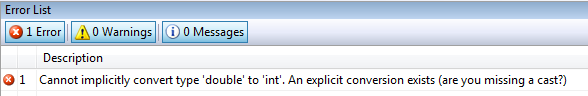 Error List
1 Error 0 Warnings 0 Messages
Description
1 Cannot implicitly convert type 'double' to 'int'. An explicit conversion exists (are you missing a cast?)